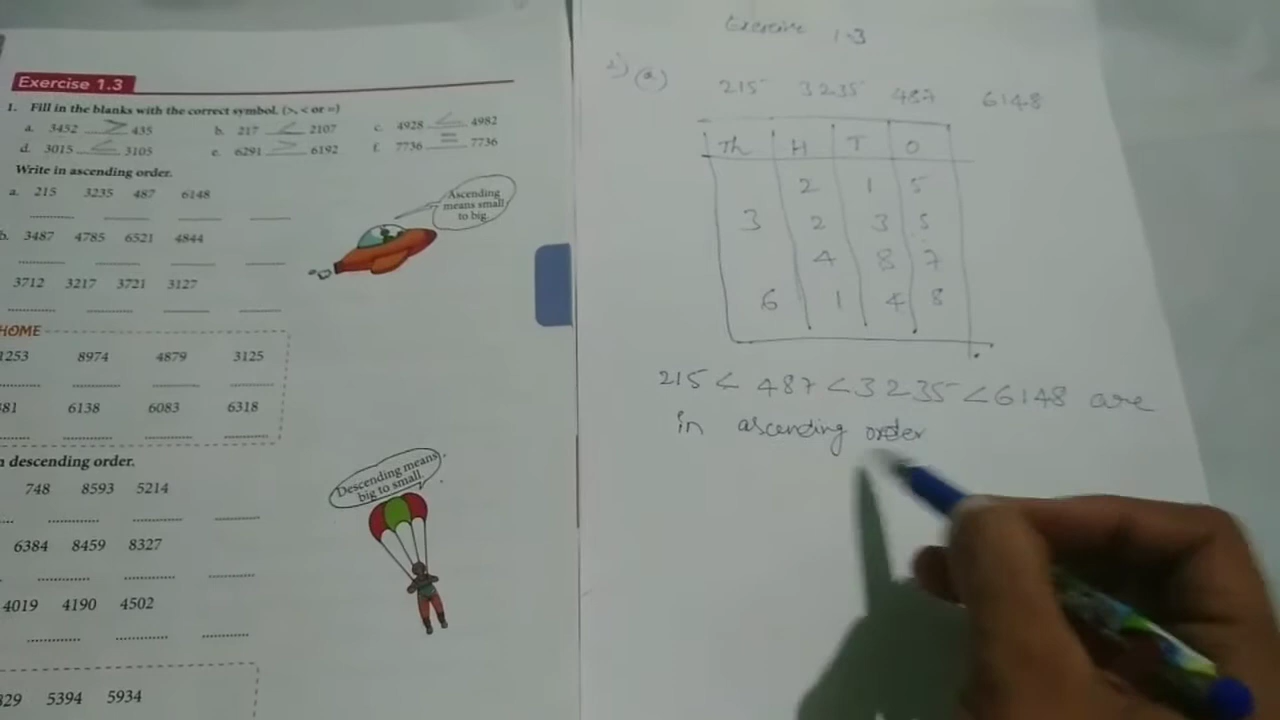 Exercise 1.3
1. Fill in the blanks with the correct symbol. (>, < or =)
a. 3452 > 435 b. 217 < 2107 c. 4928 < 4982
d. 3015 < 3105 e. 6291 > 6192 f. 7736 = 7736
Write in ascending order.
a. 215 3235 487 6148
b. 3487 4785 6521 4844
3712 3217 3721 3127
Ascending
means small
to big.
HOME
1253 8974 4879 3125
81 6138 6083 6318
descending order.
748 8593 5214
6384 8459 8327
4019 4190 4502
29 5394 5934
Descending means
big to small.
Exercise 1.3
(a) 215 3235 487 6148
Th H T O
2 1 5
3 2 3 5
4 8 7
6 1 4 8
215 < 487 < 3235 < 6148 are
in ascending order